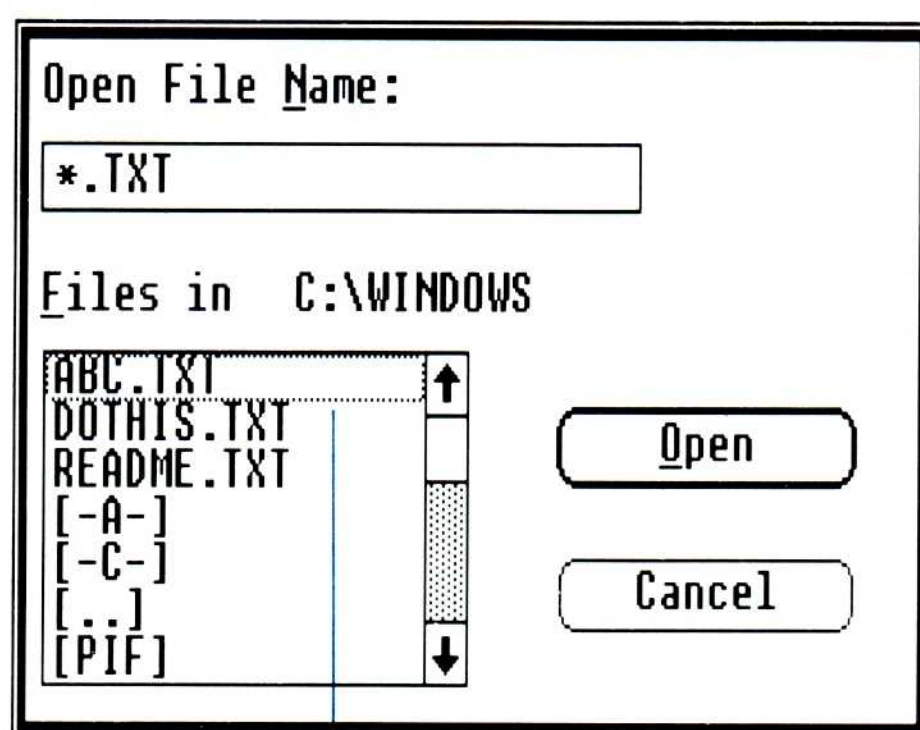 Open File Name:
*.TXT
Files in C:\WINDOWS
ABC.TXT
DOTHIS.TXT
README.TXT
[-A-]
[-C-]
[..]
[PIF]
Open
Cancel